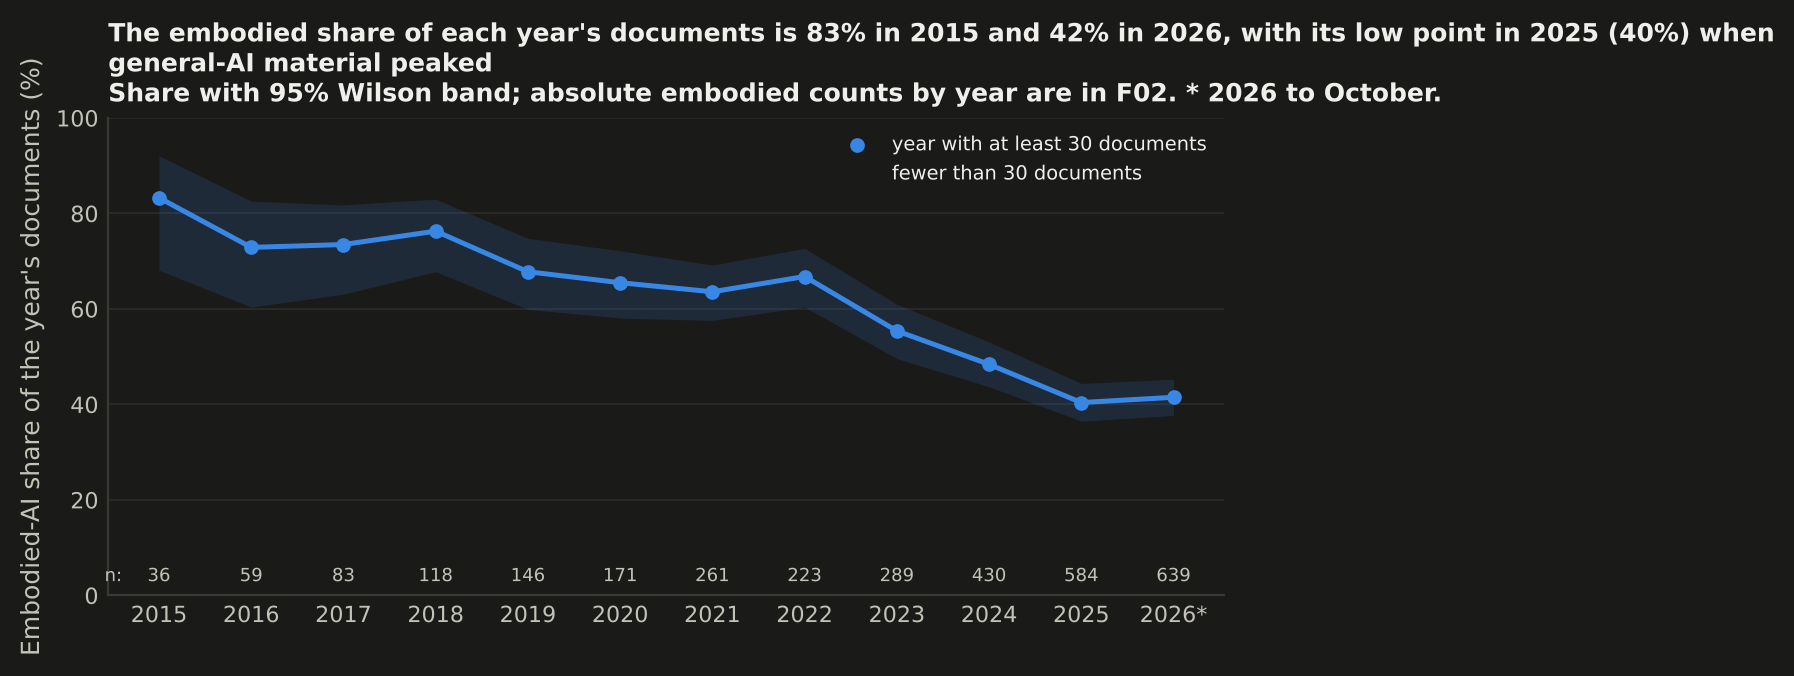 The embodied share of each year's documents is 83% in 2015 and 42% in 2026, with its low point in 2025 (40%) when
general-AI material peaked
Share with 95% Wilson band; absolute embodied counts by year are in F02. * 2026 to October.
Embodied-AI share of the year's documents (%)
100
80
60
40
20
0
year with at least 30 documents
fewer than 30 documents
n: 36 59 83 118 146 171 261 223 289 430 584 639
2015 2016 2017 2018 2019 2020 2021 2022 2023 2024 2025 2026*